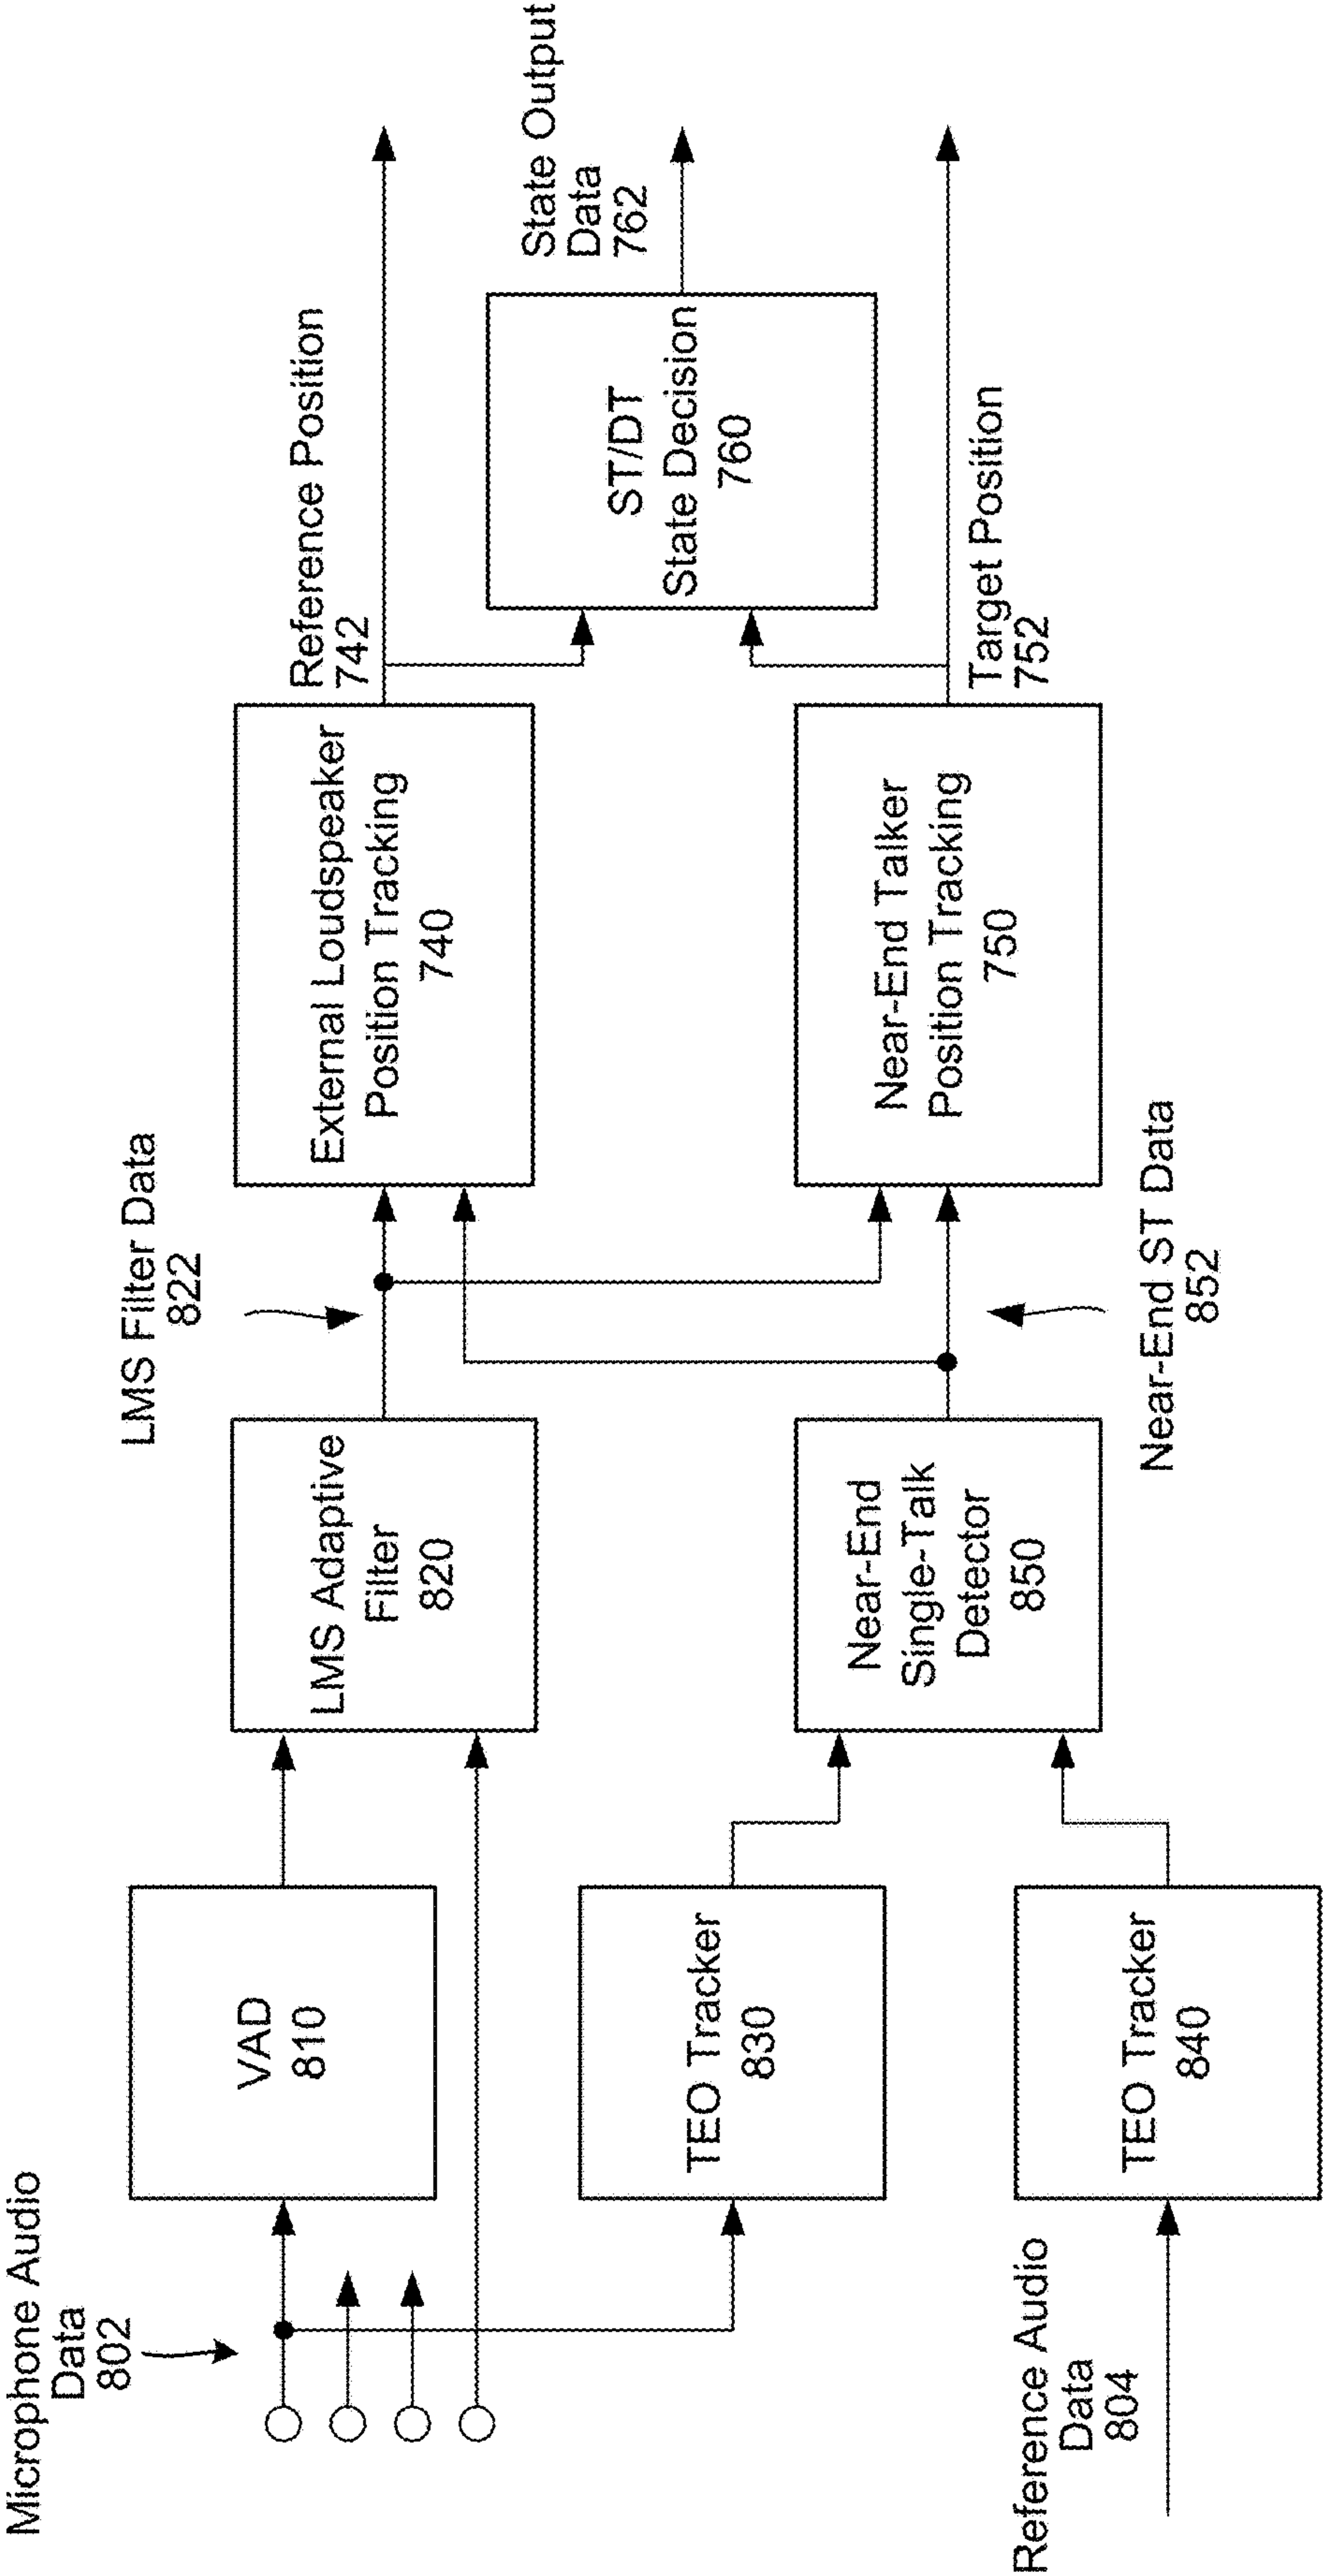 Microphone Audio
Data
802
VAD
810
LMS Adaptive
Filter
820
LMS Filter Data
822
External Loudspeaker
Position Tracking
740
Reference Position
742
TEO Tracker
830
ST/DT
State Decision
760
State Output
Data
762
Reference Audio
Data
804
TEO Tracker
840
Near-End
Single-Talk
Detector
850
Near-End ST Data
852
Near-End Talker
Position Tracking
750
Target Position
752